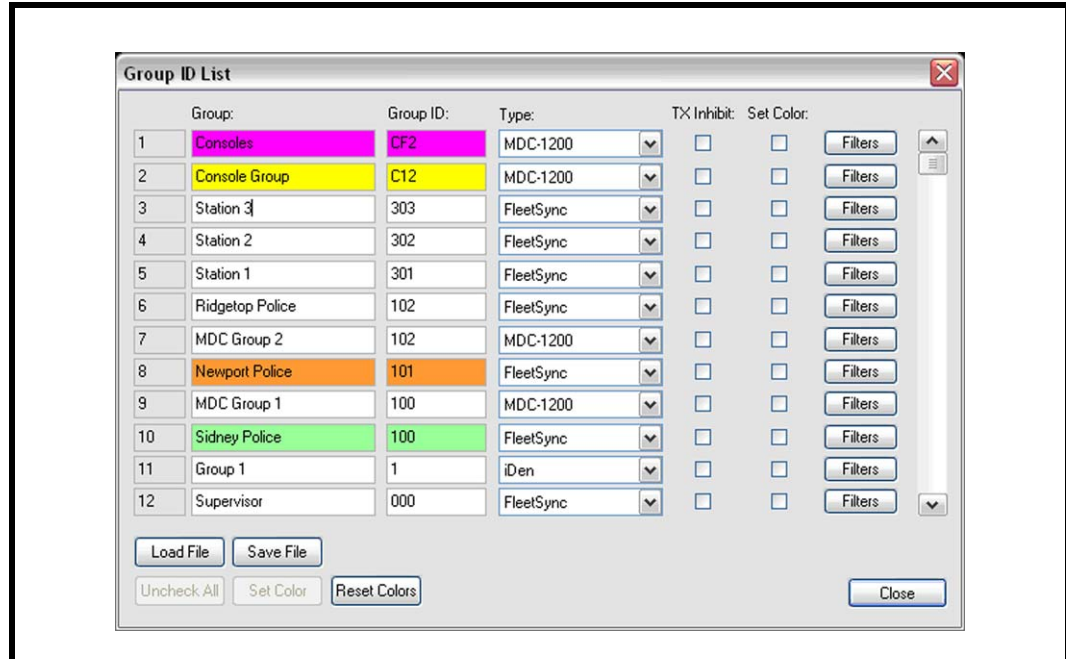 Group ID List
Group: Group ID: Type: TX Inhibit: Set Color:
1 Consoles CF2 MDC-1200 Filters
2 Console Group C12 MDC-1200 Filters
3 Station 3 303 FleetSync Filters
4 Station 2 302 FleetSync Filters
5 Station 1 301 FleetSync Filters
6 Ridgetop Police 102 FleetSync Filters
7 MDC Group 2 102 MDC-1200 Filters
8 Newport Police 101 FleetSync Filters
9 MDC Group 1 100 MDC-1200 Filters
10 Sidney Police 100 FleetSync Filters
11 Group 1 1 iDen Filters
12 Supervisor 000 FleetSync Filters
Load File Save File
Uncheck All Set Color Reset Colors Close